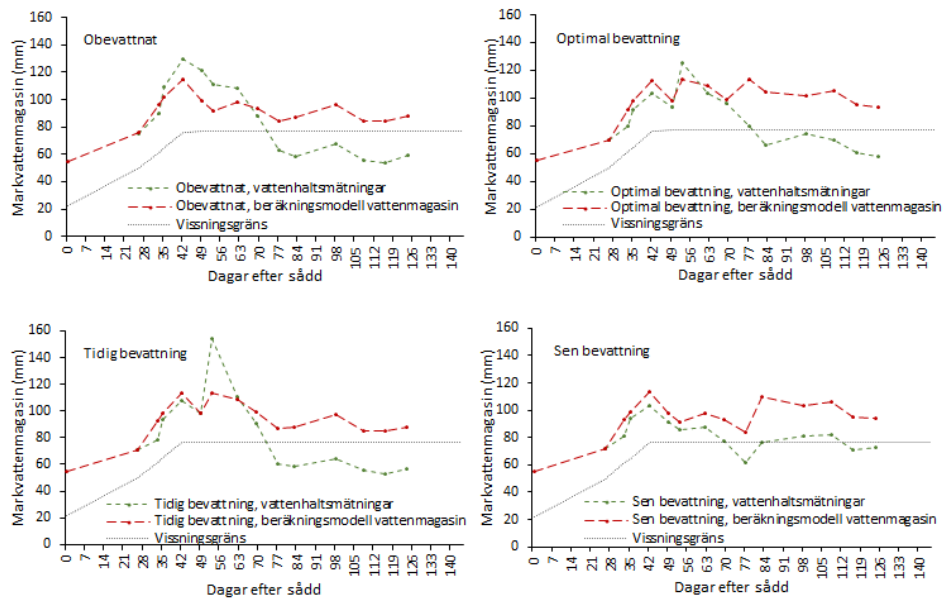 Obevattnat
Markvattenmagasin (mm)
160
140
120
100
80
60
40
20
0
Obevattnat, vattenhaltsmätningar
Obevattnat, beräkningsmodell vattenmagasin
Vissningsgräns
0 7 14 21 28 35 42 49 56 63 70 77 84 91 98 105 112 119 126 133 140
Dagar efter sådd
Optimal bevattning
Markvattenmagasin (mm)
160
140
120
100
80
60
40
20
0
Optimal bevattning, vattenhaltsmätningar
Optimal bevattning, beräkningsmodell vattenmagasin
Vissningsgräns
0 7 14 21 28 35 42 49 56 63 70 77 84 91 98 105 112 119 126 133 140
Dagar efter sådd
Tidig bevattning
Markvattenmagasin (mm)
160
140
120
100
80
60
40
20
0
Tidig bevattning, vattenhaltsmätningar
Tidig bevattning, beräkningsmodell vattenmagasin
Vissningsgräns
0 7 14 21 28 35 42 49 56 63 70 77 84 91 98 105 112 119 126 133 140
Dagar efter sådd
Sen bevattning
Markvattenmagasin (mm)
160
140
120
100
80
60
40
20
0
Sen bevattning, vattenhaltsmätningar
Sen bevattning, beräkningsmodell vattenmagasin
Vissningsgräns
0 7 14 21 28 35 42 49 56 63 70 77 84 91 98 105 112 119 126 133 140
Dagar efter sådd